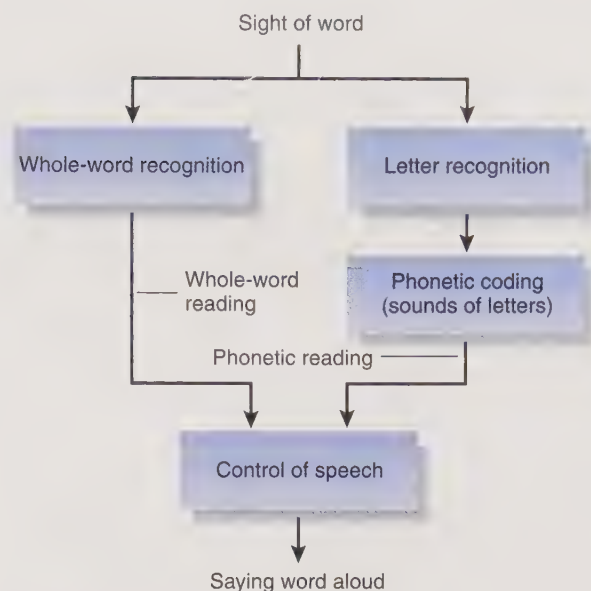 Sight of word
Whole-word recognition
Letter recognition
Whole-word
reading
Phonetic coding
(sounds of letters)
Phonetic reading
Control of speech
Saying word aloud